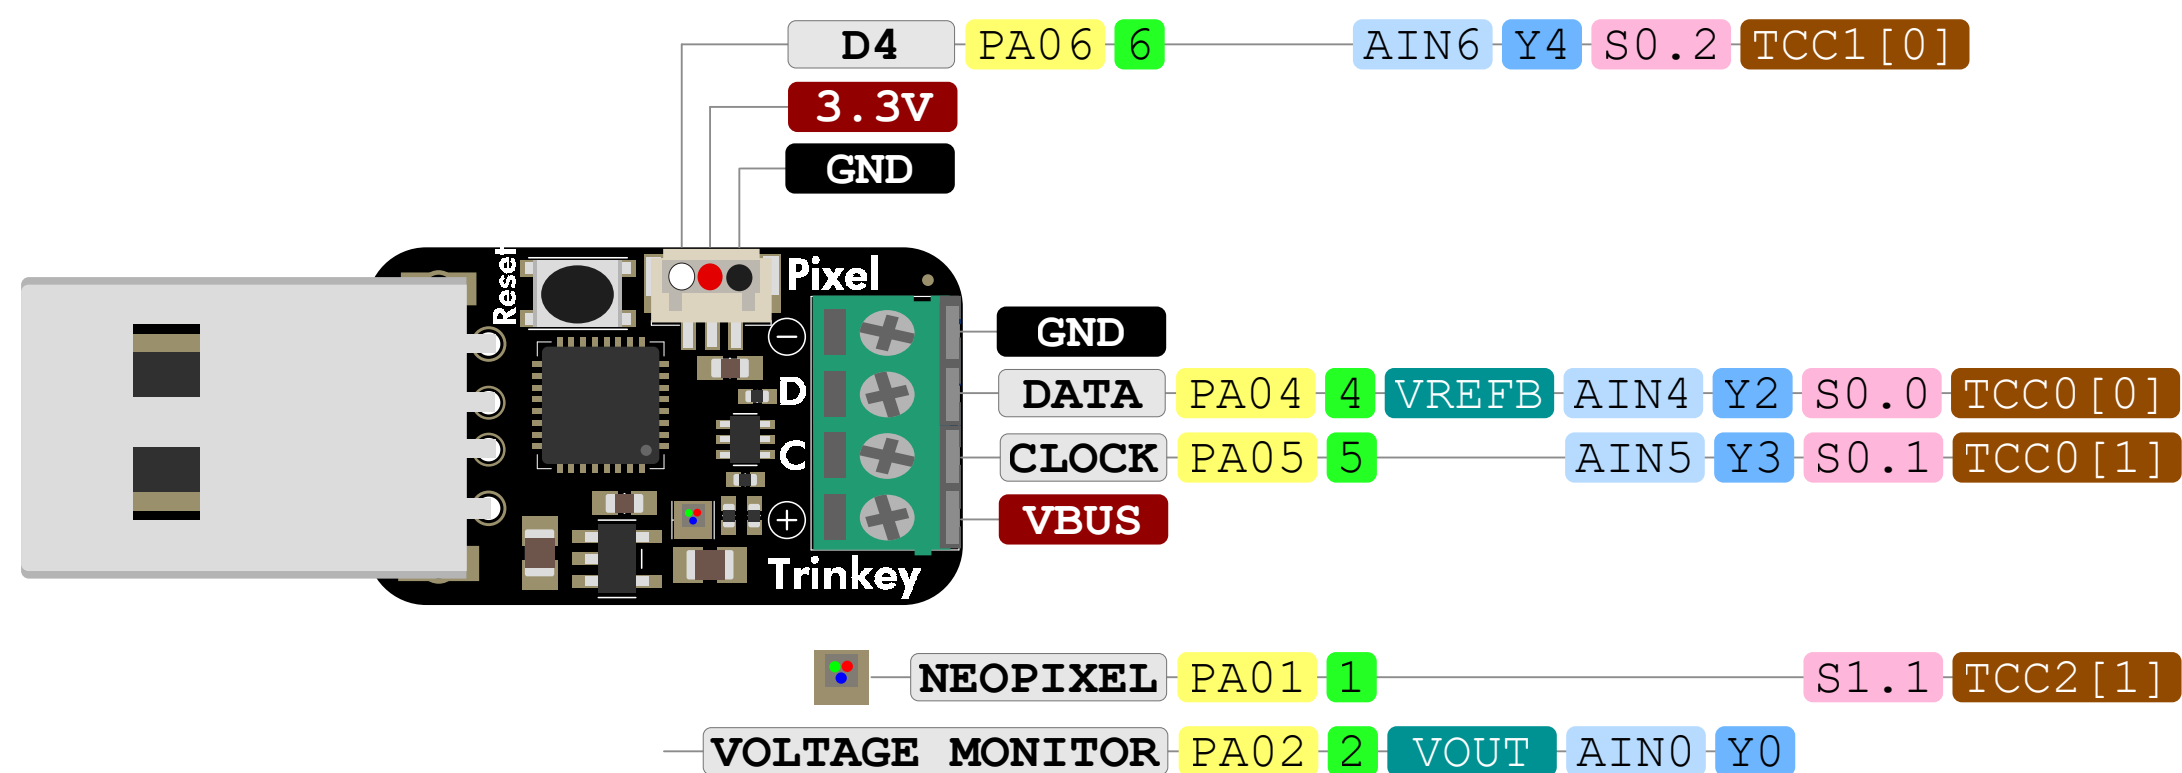 D4 PA06 6 AIN6 Y4 S0.2 TCC1[0]
3.3V
GND
Reset
Pixel
GND
D DATA PA04 4 VREFB AIN4 Y2 S0.0 TCC0[0]
C CLOCK PA05 5 AIN5 Y3 S0.1 TCC0[1]
VBUS
Trinkey
NEOPIXEL PA01 1 S1.1 TCC2[1]
VOLTAGE MONITOR PA02 2 VOUT AIN0 Y0